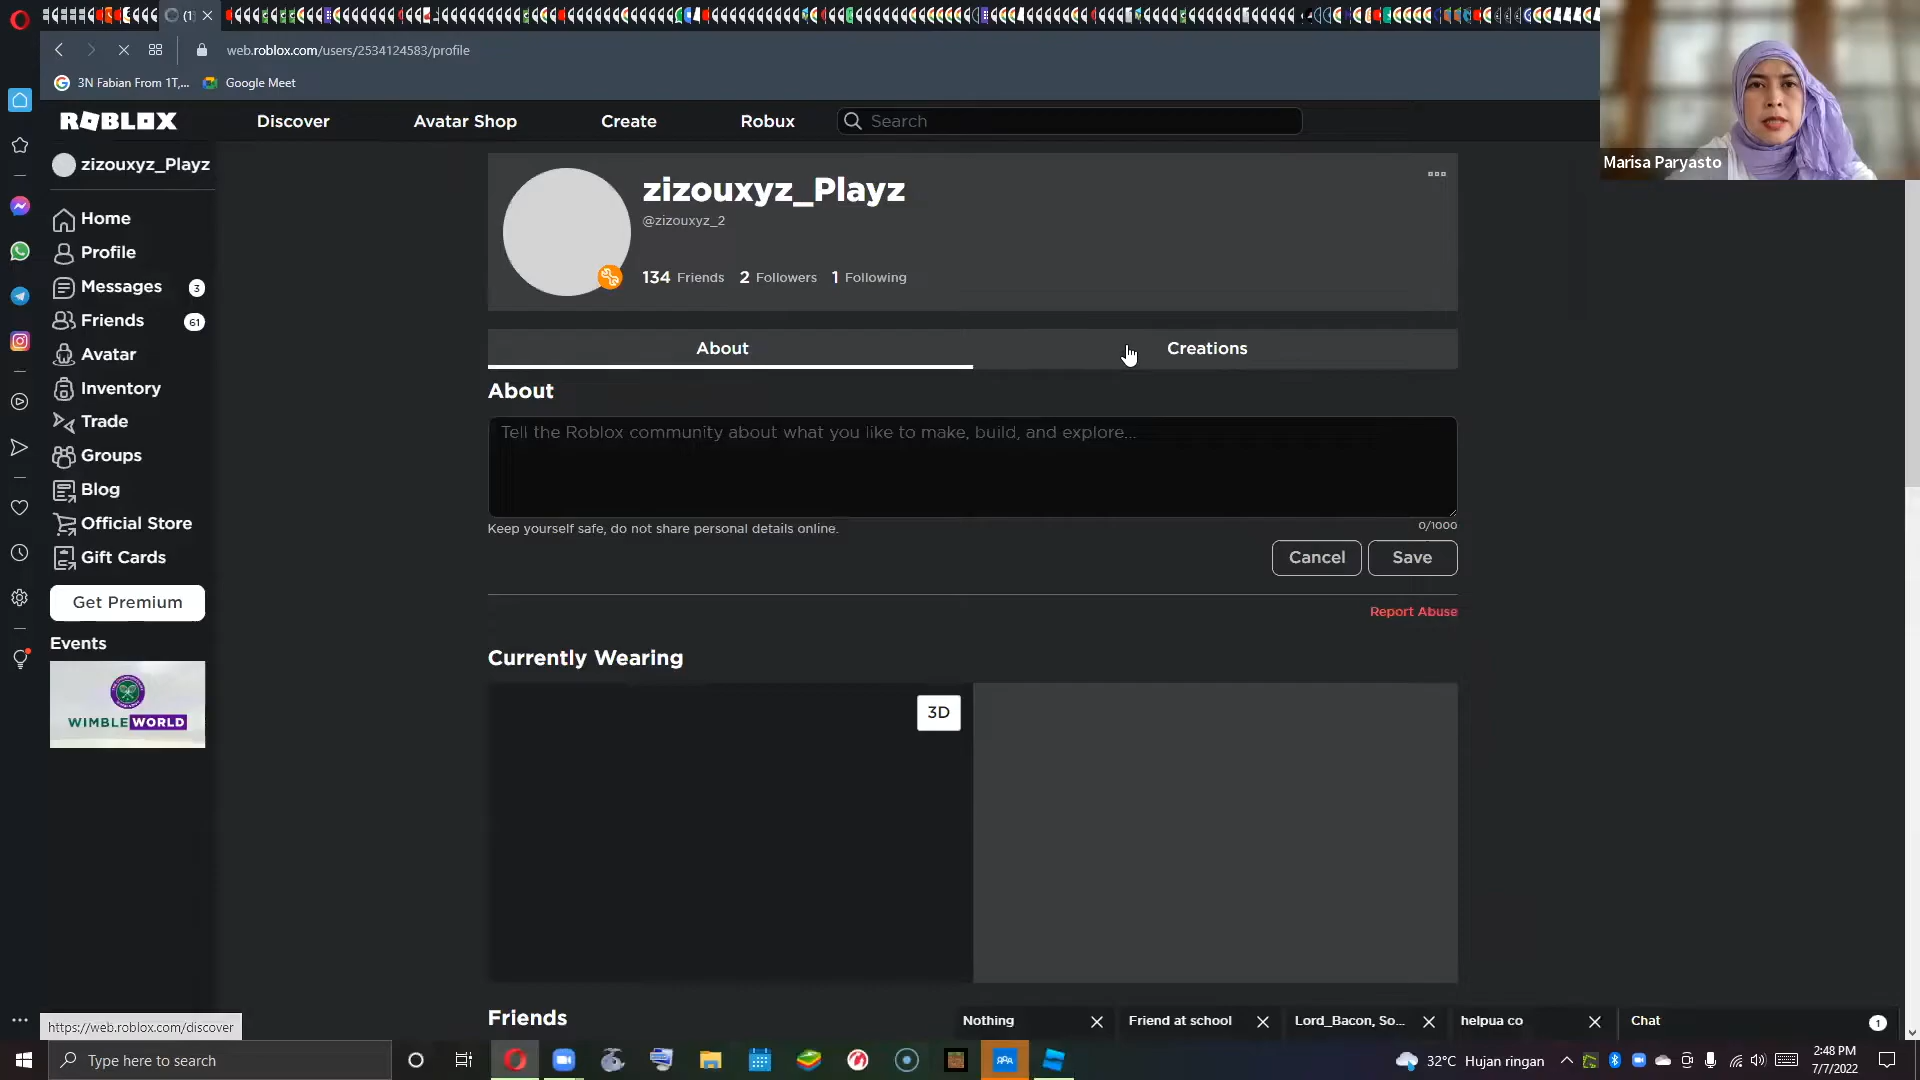 (1
web.roblox.com/users/2534124583/profile
3N Fabian From 1T,...
Google Meet
ROBLOX
Discover
Avatar Shop
Create
Robux
Search
Marisa Paryasto
zizouxyz_Playz
Home
Profile
Messages 3
Friends 61
Avatar
Inventory
Trade
Groups
Blog
Official Store
Gift Cards
Get Premium
Events
WIMBLEWORLD
zizouxyz_Playz
@zizouxyz_2
134 Friends 2 Followers 1 Following
About
Creations
About
Tell the Roblox community about what you like to make, build, and explore...
Keep yourself safe, do not share personal details online.
0/1000
Cancel
Save
Report Abuse
Currently Wearing
3D
Friends
Nothing
Friend at school
Lord_Bacon, So...
helpua co
Chat 1
https://web.roblox.com/discover
Type here to search
32°C Hujan ringan
2:48 PM
7/7/2022